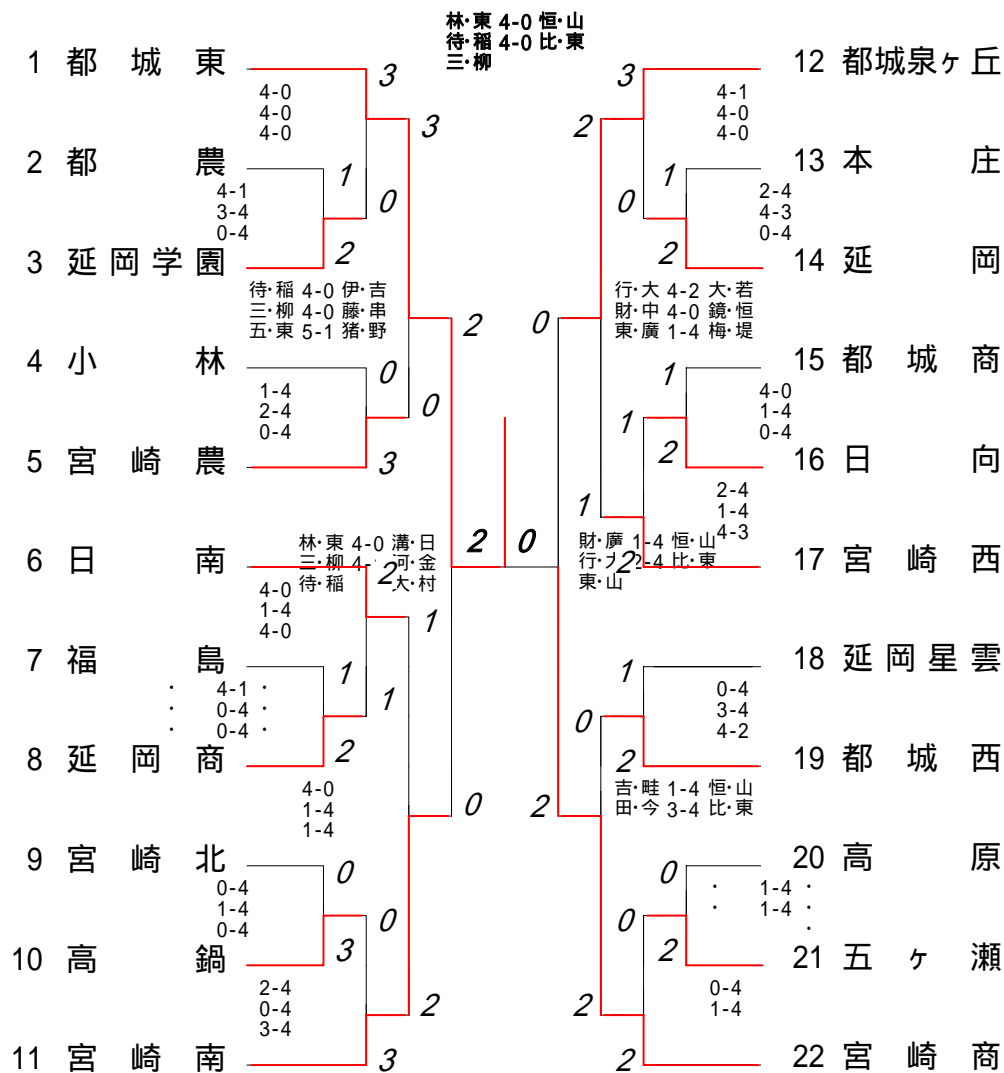 林・東 4-0 恒・山
待・稲 4-0 比・東
三・柳
1 都城東
3
4-0
4-0
4-0
3
2 都農
1
4-1
3-4
0-4
0
3 延岡学園
2
待・稲 4-0 伊・吉
三・柳 4-0 藤・串
五・東 5-1 猪・野
2
4 小林
0
1-4
2-4
0-4
0
5 宮崎農
3
林・東 4-0 溝・日
三・柳 4- 河・金
待・稲 大・村
2 0
6 日南
2
4-0
1-4
4-0
1
7 福島
1
・ 4-1 ・
・ 0-4 ・
・ 0-4 ・
1
8 延岡商
2
4-0
1-4
1-4
0
9 宮崎北
0
0-4
1-4
0-4
0
10 高鍋
3
2-4
0-4
3-4
2
11 宮崎南
3
12 都城泉ヶ丘
3
4-1
4-0
4-0
2
13 本庄
1
2-4
4-3
0-4
0
14 延岡
2
行・大 4-2 大・若
財・中 4-0 鏡・恒
東・廣 1-4 梅・堤
0
15 都城商
1
4-0
1-4
0-4
1
16 日向
2
2-4
1-4
4-3
1
財・廣 1-4 恒・山
行・大 2-4 比・東
東・山
17 宮崎西
2
18 延岡星雲
1
0-4
3-4
4-2
0
19 都城西
2
吉・畦 1-4 恒・山
田・今 3-4 比・東
2
20 高原
0
・ 1-4 ・
・ 1-4 ・
・
0
21 五ヶ瀬
2
0-4
1-4
2
22 宮崎商
2